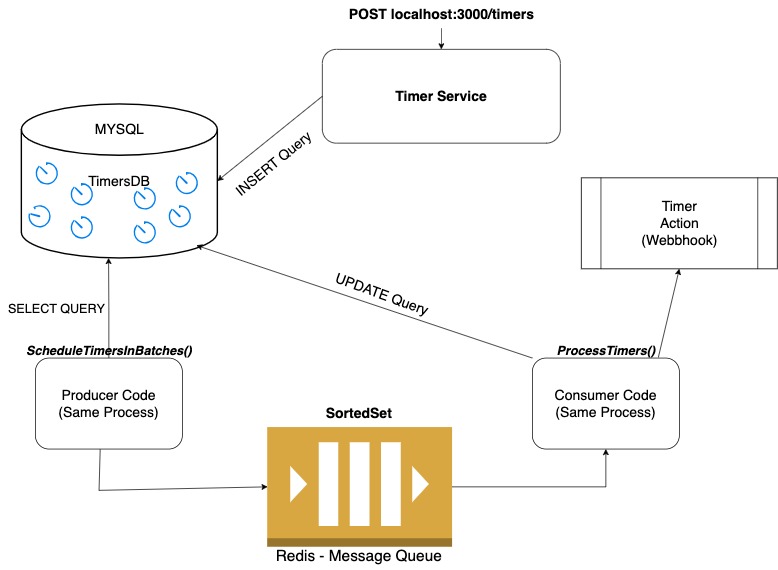 POST localhost:3000/timers
Timer Service
MYSQL
TimersDB
INSERT Query
Timer
Action
(Webbhook)
UPDATE Query
SELECT QUERY
ScheduleTimersInBatches()
Producer Code
(Same Process)
ProcessTimers()
Consumer Code
(Same Process)
SortedSet
Redis - Message Queue